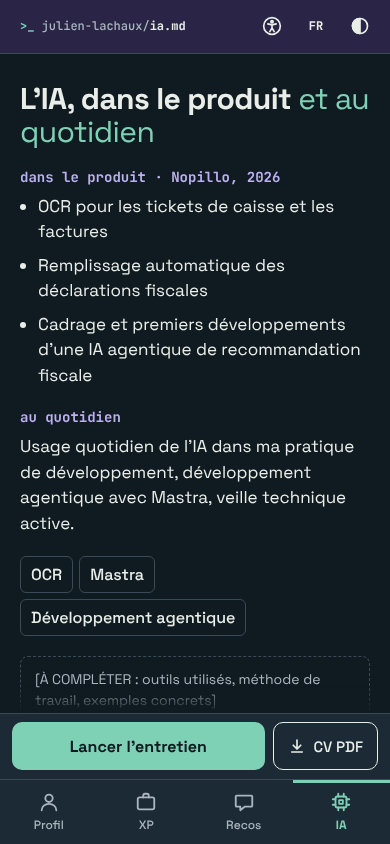 >_ julien-lachaux/ia.md
FR
L'IA, dans le produit et au
quotidien
dans le produit · Nopillo, 2026
• OCR pour les tickets de caisse et les
factures
• Remplissage automatique des
déclarations fiscales
• Cadrage et premiers développements
d'une IA agentique de recommandation
fiscale
au quotidien
Usage quotidien de l'IA dans ma pratique
de développement, développement
agentique avec Mastra, veille technique
active.
OCR
Mastra
Développement agentique
[À COMPLÉTER : outils utilisés, méthode de
travail, exemples concrets]
Lancer l'entretien
CV PDF
Profil
XP
Recos
IA